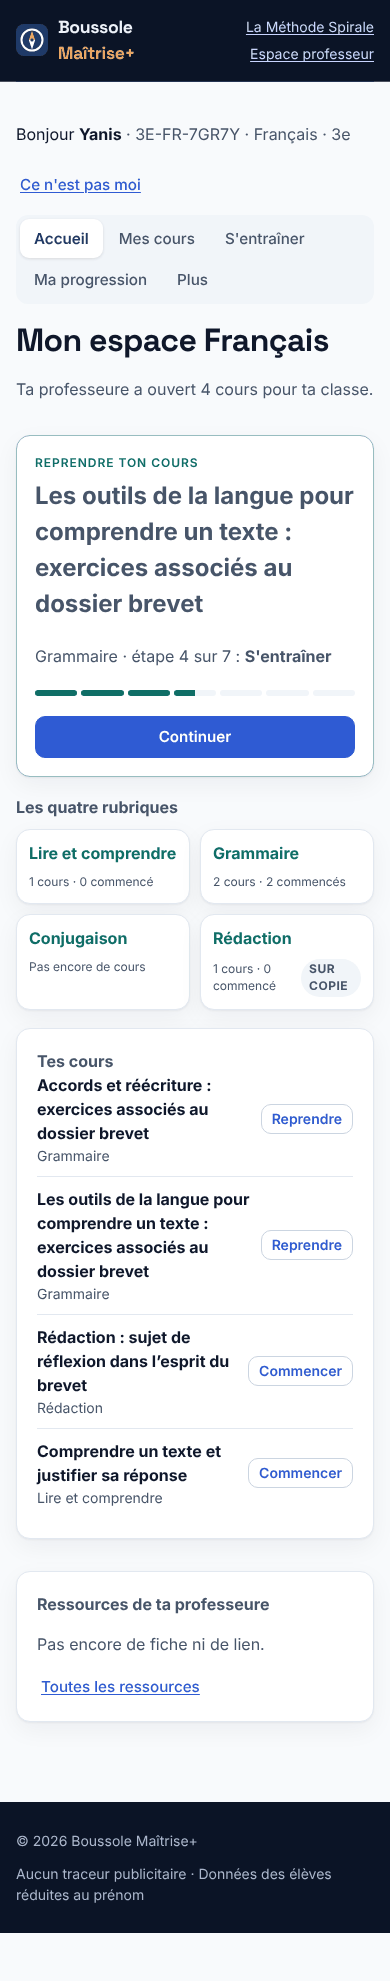 Boussole
Maîtrise+
La Méthode Spirale
Espace professeur
Bonjour Yanis · 3E-FR-7GR7Y · Français · 3e
Ce n'est pas moi
Accueil
Mes cours
S'entraîner
Ma progression
Plus
Mon espace Français
Ta professeure a ouvert 4 cours pour ta classe.
REPRENDRE TON COURS
Les outils de la langue pour
comprendre un texte :
exercices associés au
dossier brevet
Grammaire · étape 4 sur 7 : S'entraîner
Continuer
Les quatre rubriques
Lire et comprendre
1 cours · 0 commencé
Grammaire
2 cours · 2 commencés
Conjugaison
Pas encore de cours
Rédaction
1 cours · 0
commencé
SUR
COPIE
Tes cours
Accords et réécriture :
exercices associés au
dossier brevet
Grammaire
Reprendre
Les outils de la langue pour
comprendre un texte :
exercices associés au
dossier brevet
Grammaire
Reprendre
Rédaction : sujet de
réflexion dans l’esprit du
brevet
Rédaction
Commencer
Comprendre un texte et
justifier sa réponse
Lire et comprendre
Commencer
Ressources de ta professeure
Pas encore de fiche ni de lien.
Toutes les ressources
© 2026 Boussole Maîtrise+
Aucun traceur publicitaire · Données des élèves
réduites au prénom